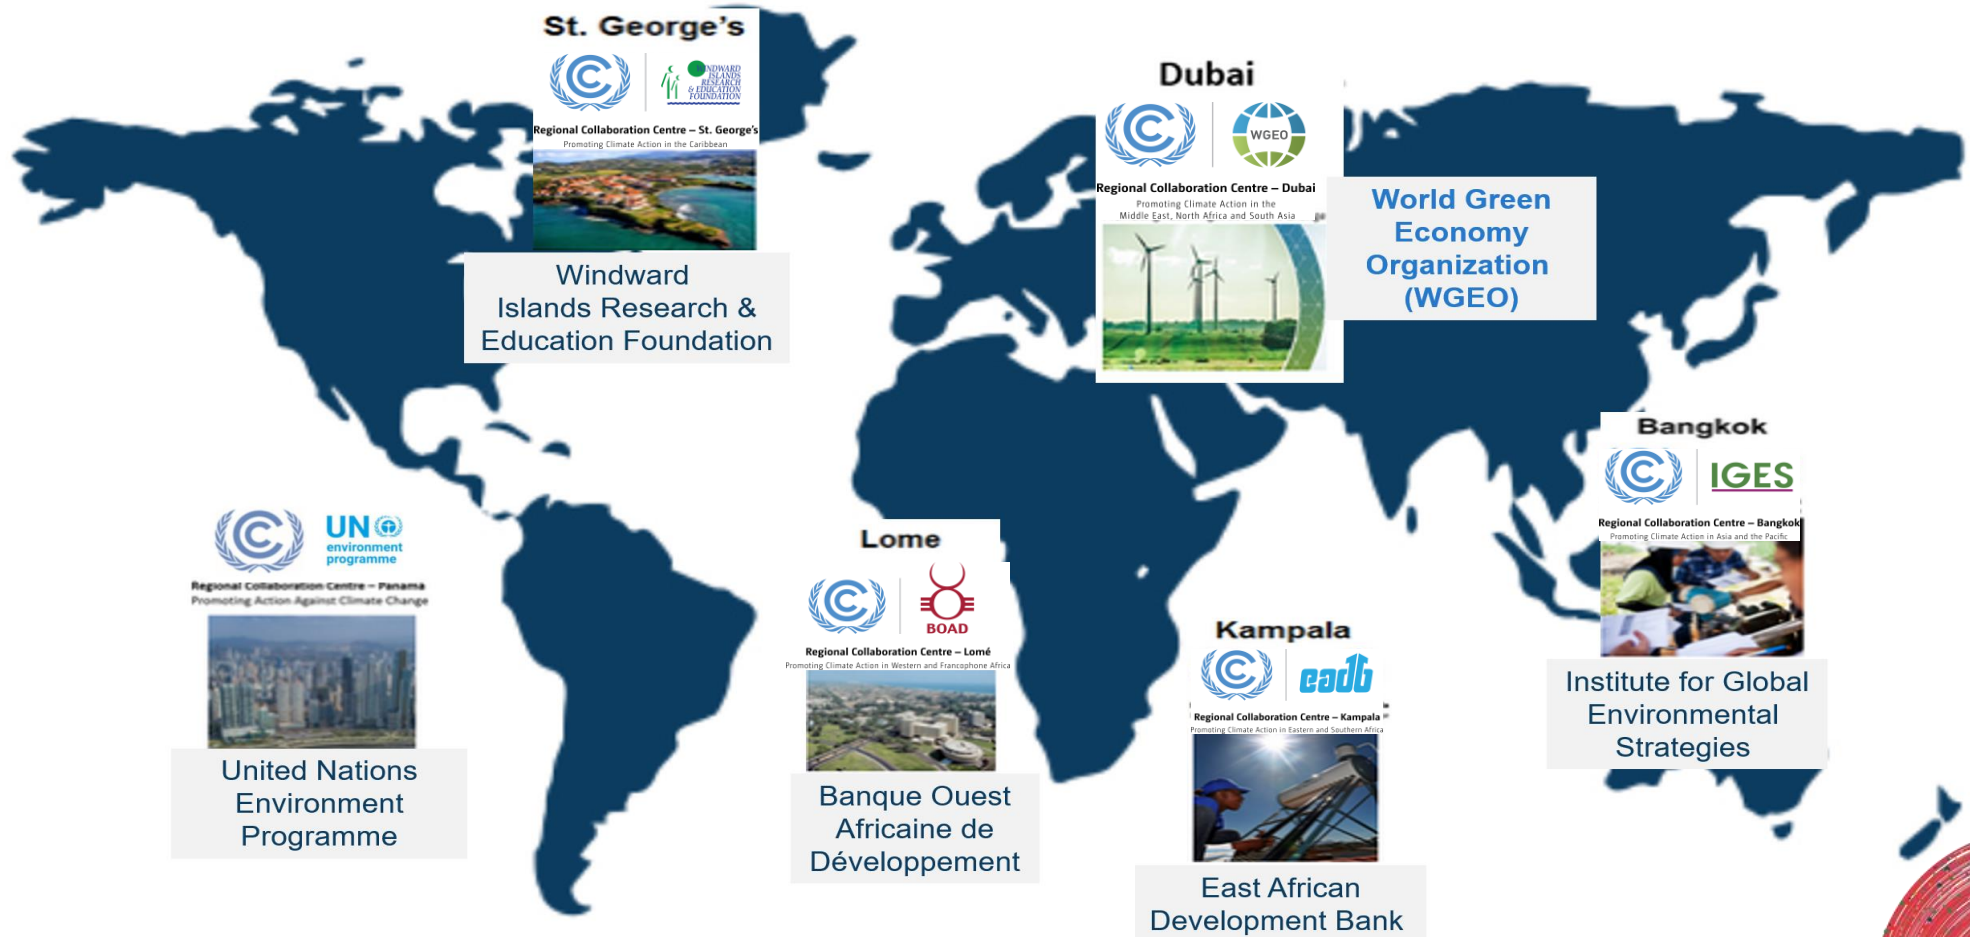 St. George's
WINDWARD
ISLANDS
RESEARCH
& EDUCATION
FOUNDATION
Regional Collaboration Centre – St. George's
Promoting Climate Action in the Caribbean
Windward
Islands Research &
Education Foundation
Dubai
WGEO
Regional Collaboration Centre – Dubai
Promoting Climate Action in the
Middle East, North Africa and South Asia
World Green
Economy
Organization
(WGEO)
Bangkok
IGES
Regional Collaboration Centre – Bangkok
Promoting Climate Action in Asia and the Pacific
Institute for Global
Environmental
Strategies
UN
environment
programme
Regional Collaboration Centre – Panama
Promoting Action Against Climate Change
United Nations
Environment
Programme
Lome
BOAD
Regional Collaboration Centre – Lomé
Promoting Climate Action in Western and Francophone Africa
Banque Ouest
Africaine de
Développement
Kampala
eadb
Regional Collaboration Centre – Kampala
Promoting Climate Action in Eastern and Southern Africa
East African
Development Bank